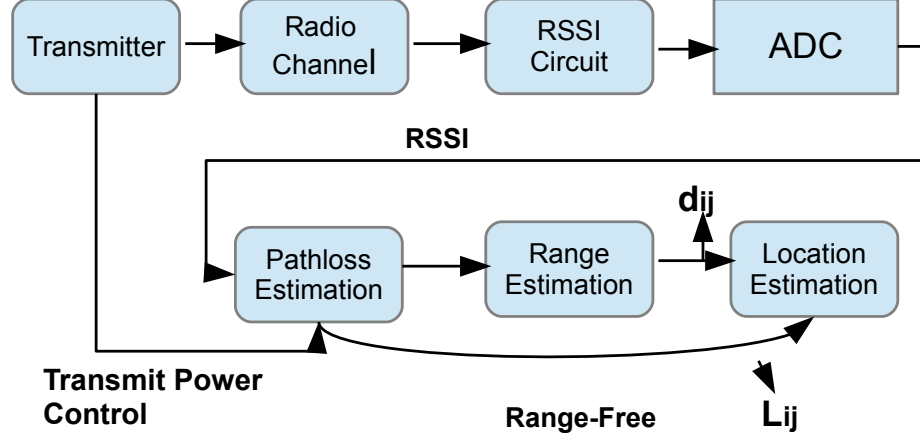 Transmitter
Radio
Channel
RSSI
Circuit
ADC
RSSI
dij
Pathloss
Estimation
Range
Estimation
Location
Estimation
Transmit Power
Control
Range-Free
Lij